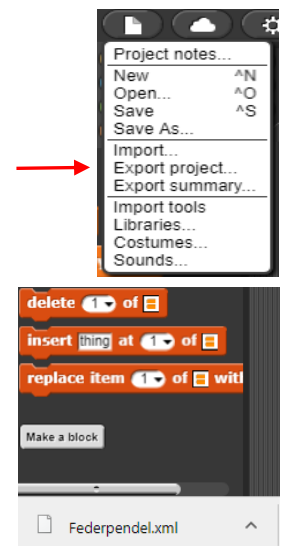 Project notes...
New ^N
Open... ^O
Save ^S
Save As...
Import...
Export project...
Export summary...
Import tools
Libraries...
Costumes...
Sounds...
delete 1 of
insert thing at 1 of
replace item 1 of with
Make a block
Federpendel.xml